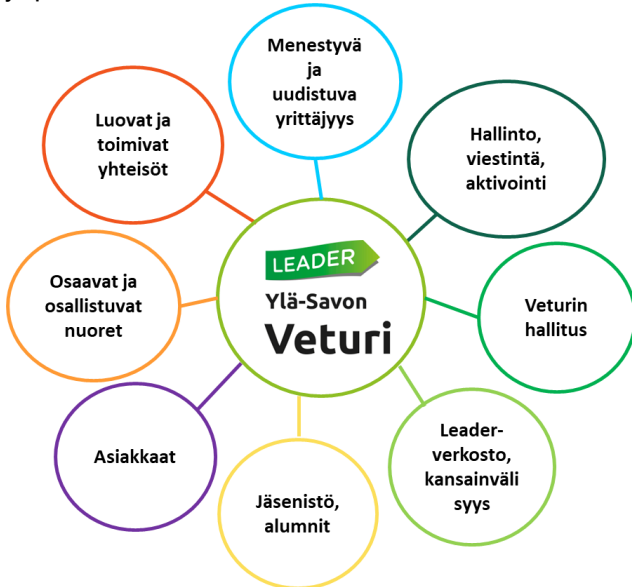 Menestyvä
ja
uudistuva
yrittäjyys
Hallinto,
viestintä,
aktivointi
Veturin
hallitus
Leader-
verkosto,
kansainväli
syys
Jäsenistö,
alumnit
Asiakkaat
Osaavat ja
osallistuvat
nuoret
Luovat ja
toimivat
yhteisöt
LEADER
Ylä-Savon
Veturi